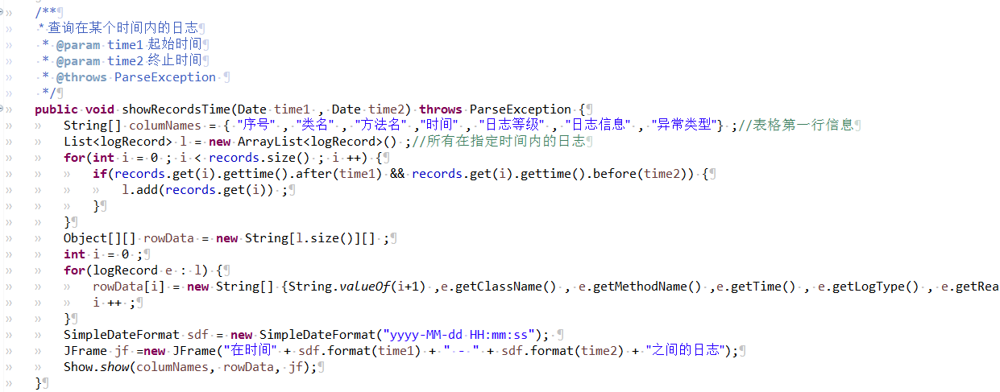 /**
* 查询在某个时间内的日志
* @param time1 起始时间
* @param time2 终止时间
* @throws ParseException
*/
public void showRecordsTime(Date time1 , Date time2) throws ParseException {
String[] columNames = { "序号" , "类名" , "方法名" ,"时间" , "日志等级" , "日志信息" , "异常类型"} ;//表格第一行信息
List<logRecord> l = new ArrayList<logRecord>() ;//所有在指定时间内的日志
for(int i = 0 ; i < records.size() ; i ++) {
if(records.get(i).gettime().after(time1) && records.get(i).gettime().before(time2)) {
l.add(records.get(i)) ;
}
}
Object[][] rowData = new String[l.size()][] ;
int i = 0 ;
for(logRecord e : l) {
rowData[i] = new String[] {String.valueOf(i+1) ,e.getClassName() , e.getMethodName() ,e.getTime() , e.getLogType() , e.getRea
i ++ ;
}
SimpleDateFormat sdf = new SimpleDateFormat("yyyy-MM-dd HH:mm:ss");
JFrame jf =new JFrame("在时间" + sdf.format(time1) + " - " + sdf.format(time2) + "之间的日志");
Show.show(columNames, rowData, jf);
}